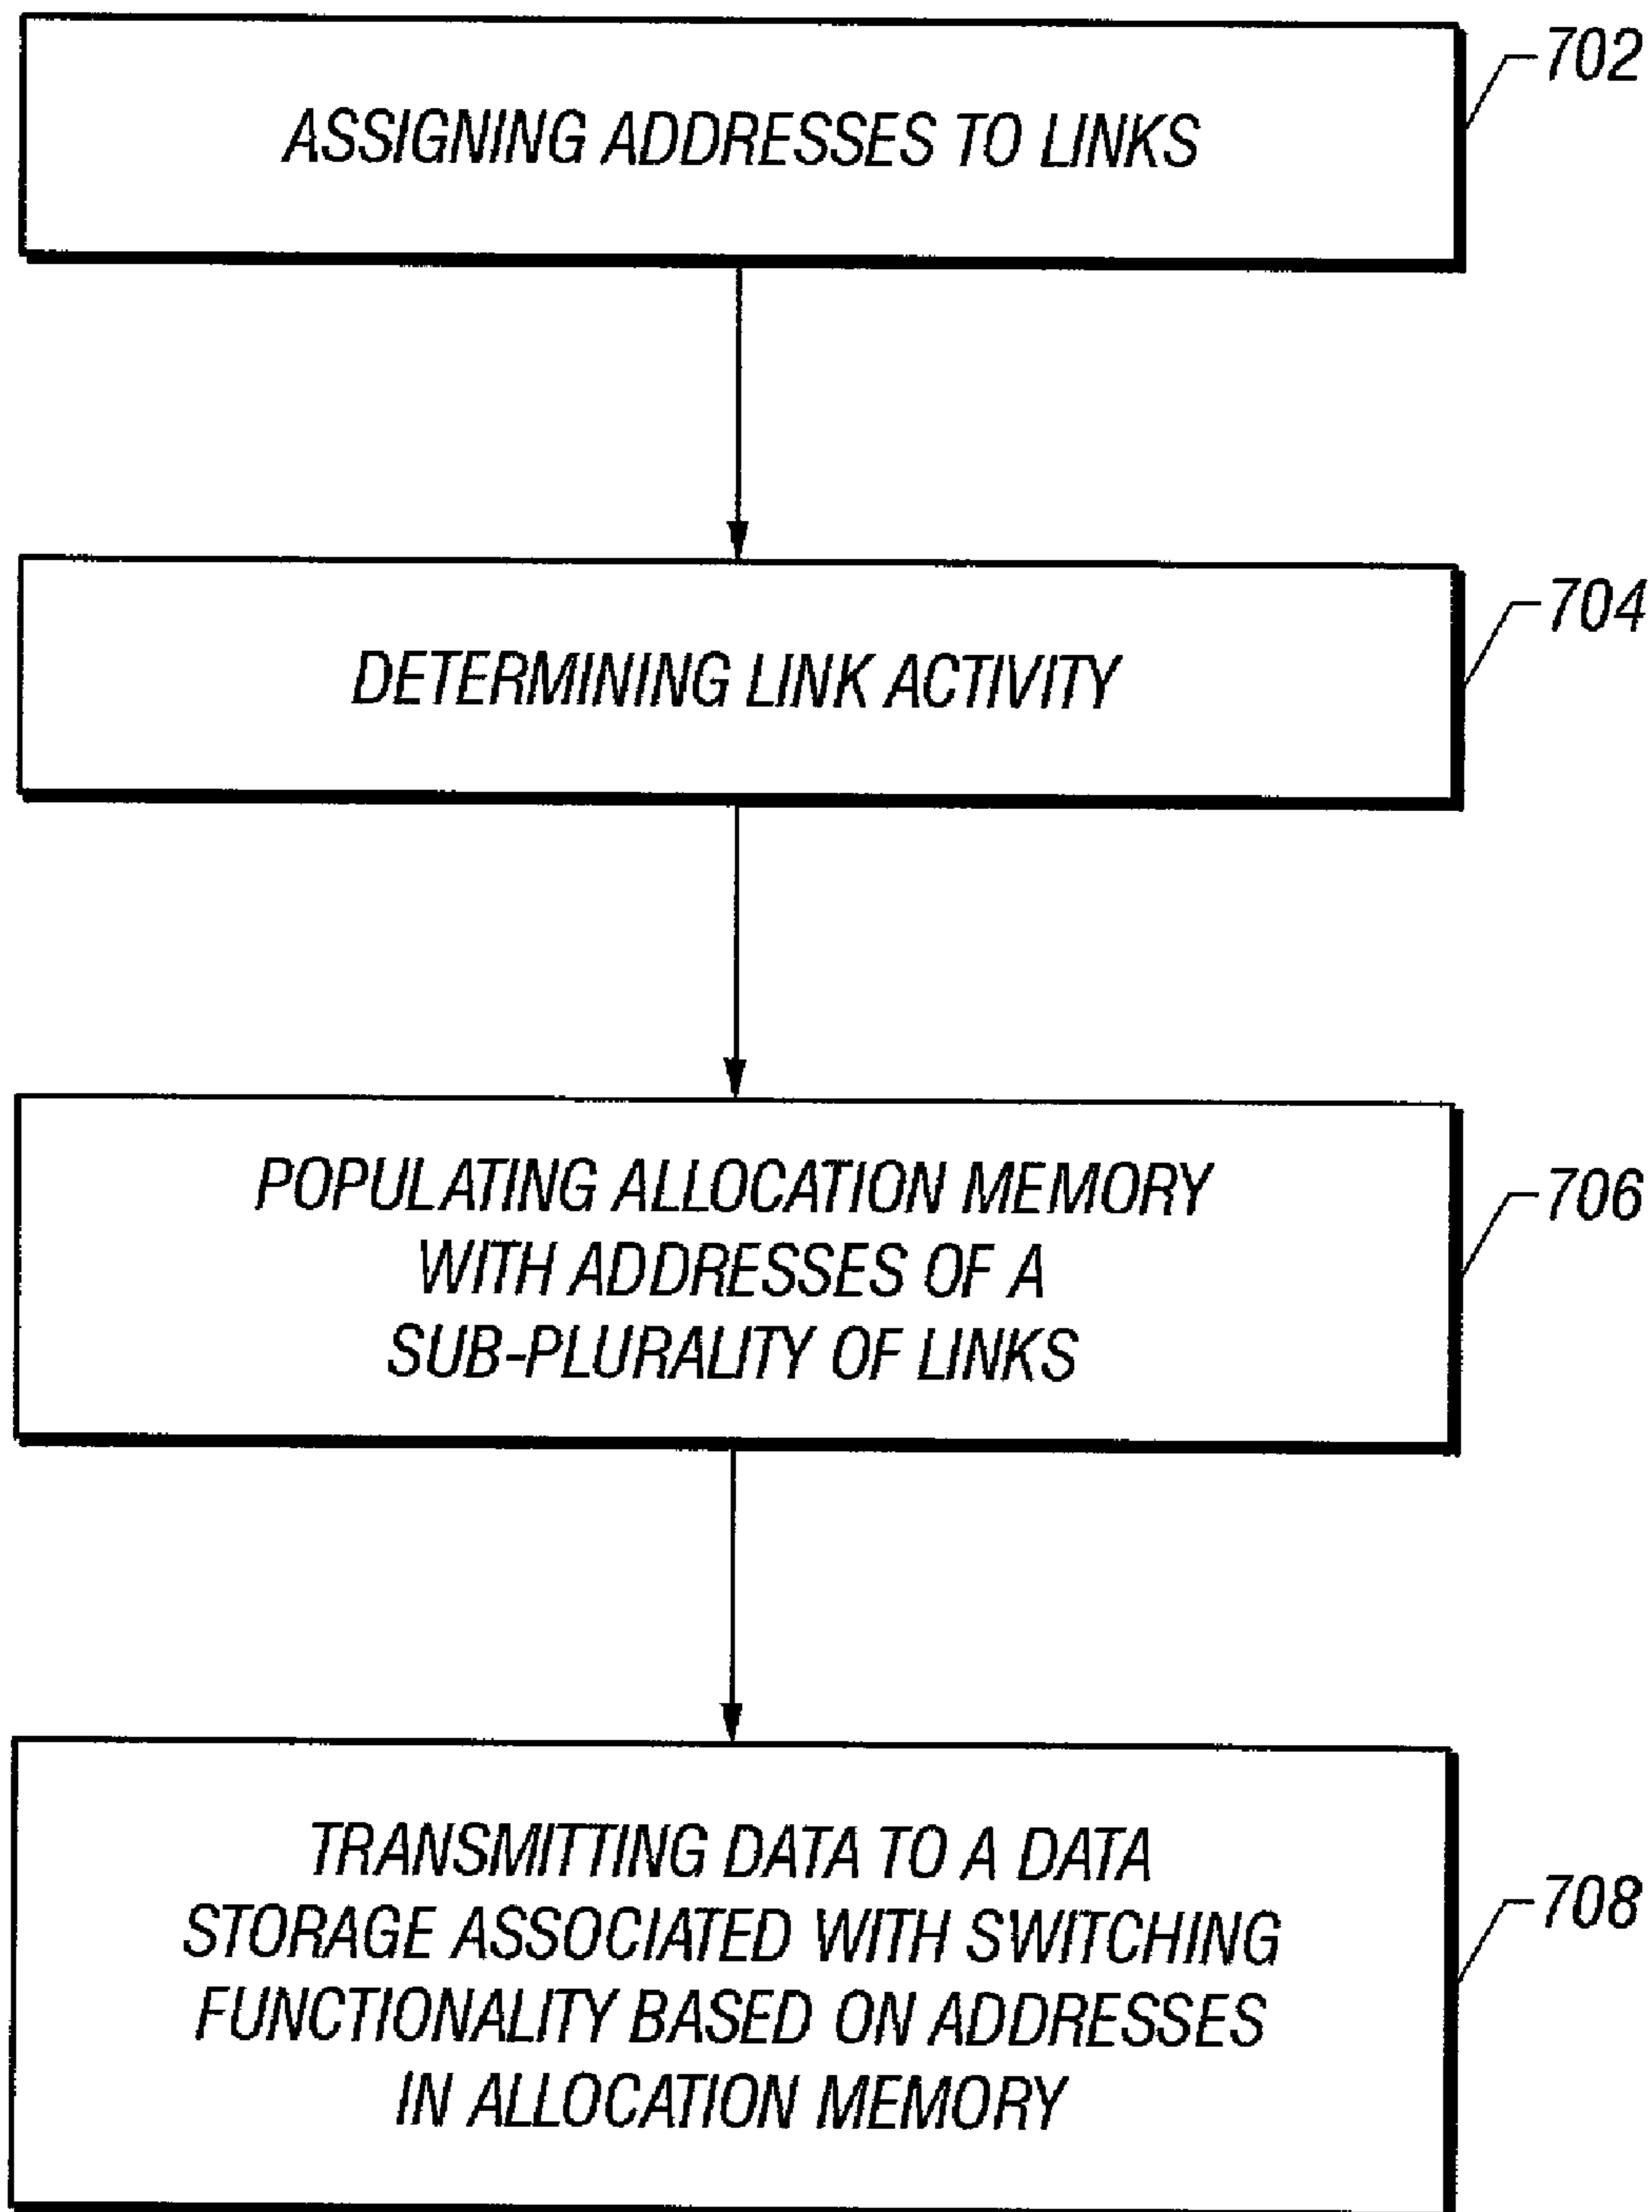 ASSIGNING ADDRESSES TO LINKS
702
DETERMINING LINK ACTIVITY
704
POPULATING ALLOCATION MEMORY
WITH ADDRESSES OF A
SUB-PLURALITY OF LINKS
706
TRANSMITTING DATA TO A DATA
STORAGE ASSOCIATED WITH SWITCHING
FUNCTIONALITY BASED ON ADDRESSES
IN ALLOCATION MEMORY
708